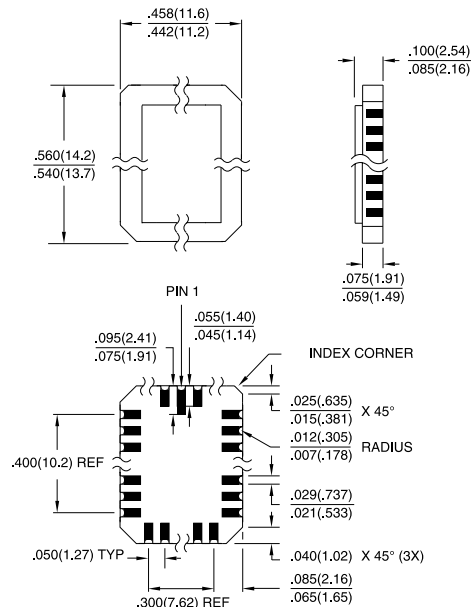 .458(11.6)
.442(11.2)
.100(2.54)
.085(2.16)
.560(14.2)
.540(13.7)
.075(1.91)
.059(1.49)
PIN 1
.055(1.40)
.045(1.14)
.095(2.41)
.075(1.91)
INDEX CORNER
.025(.635)
.015(.381)
X 45°
.012(.305)
.007(.178)
RADIUS
.400(10.2) REF
.029(.737)
.021(.533)
.050(1.27) TYP
.040(1.02) X 45° (3X)
.085(2.16)
.065(1.65)
.300(7.62) REF